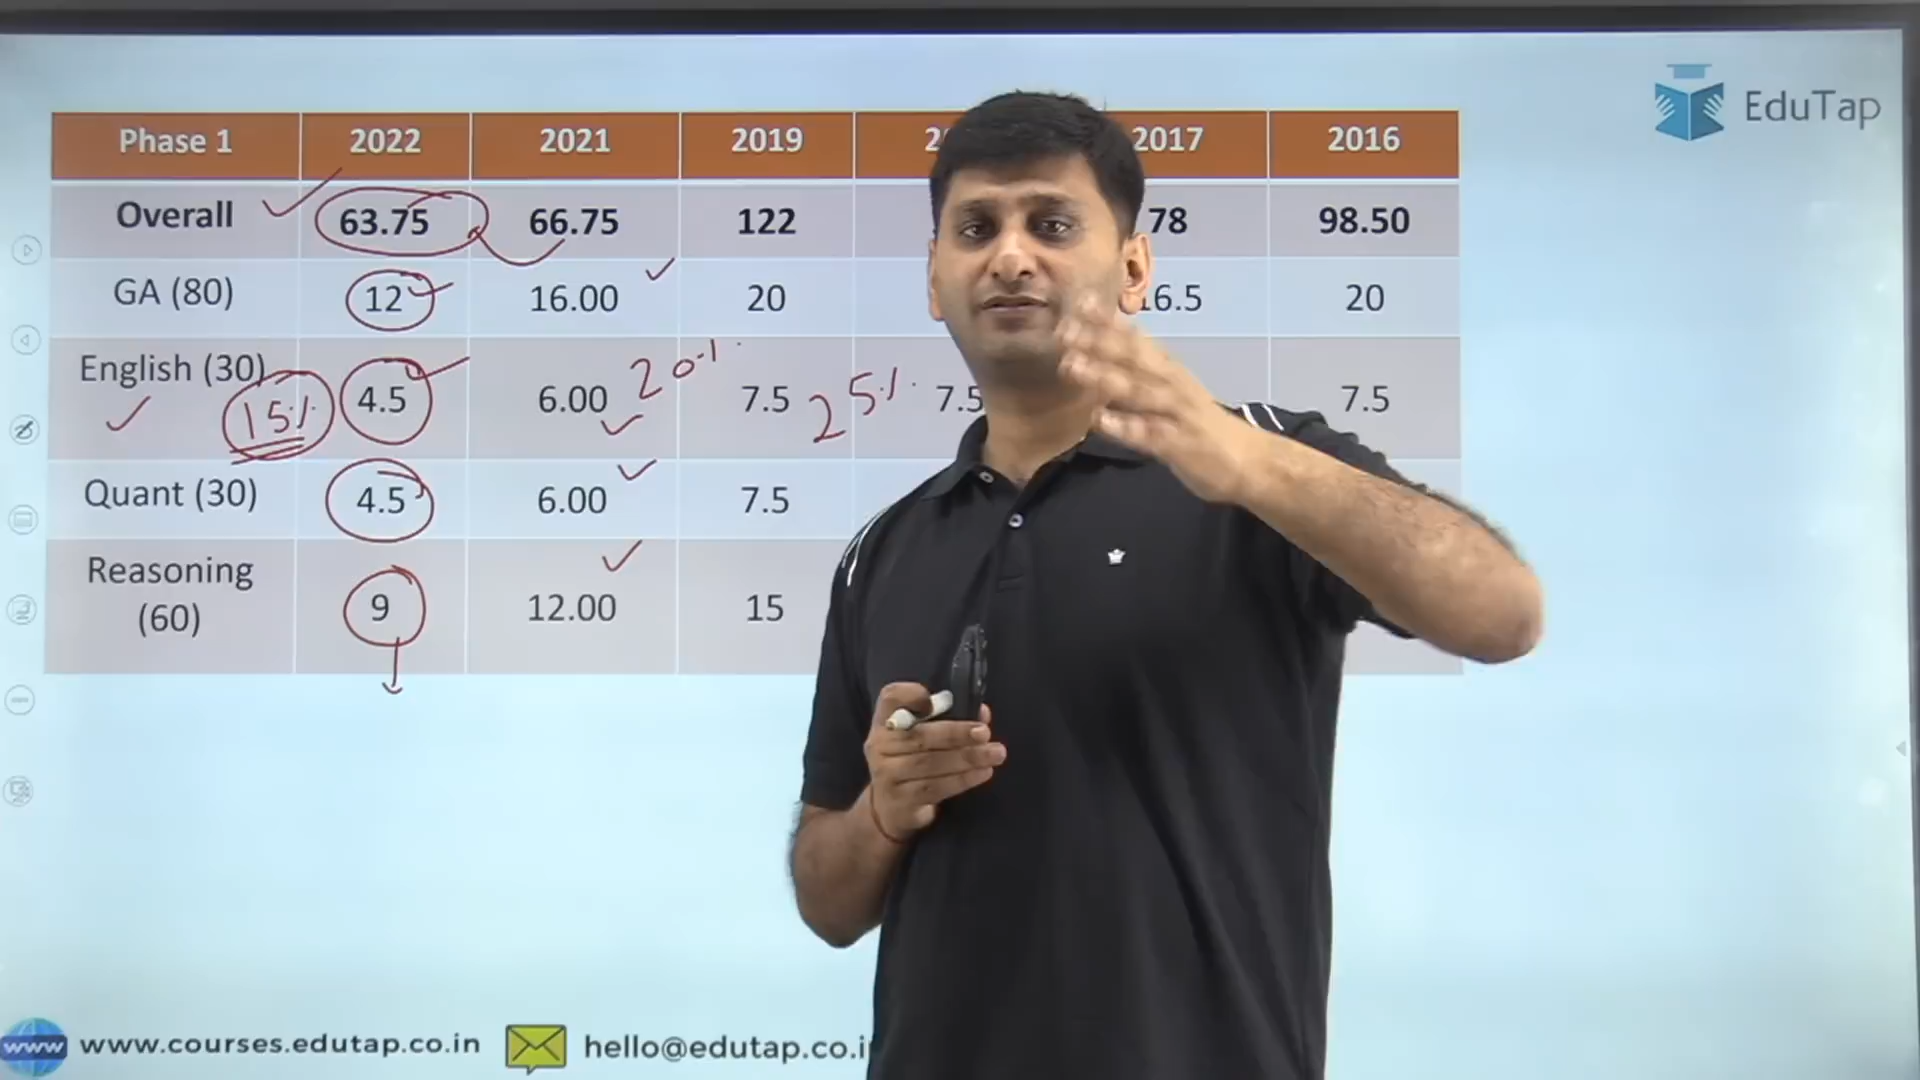 EduTap
Phase 1 2022 2021 2019 2017 2016
Overall 63.75 66.75 122 78 98.50
GA (80) 12 16.00 20 16.5 20
English (30) 4.5 6.00 7.5 7.5 7.5
15% 20% 25%
Quant (30) 4.5 6.00 7.5
Reasoning (60) 9 12.00 15
www www.courses.edutap.co.in hello@edutap.co.i